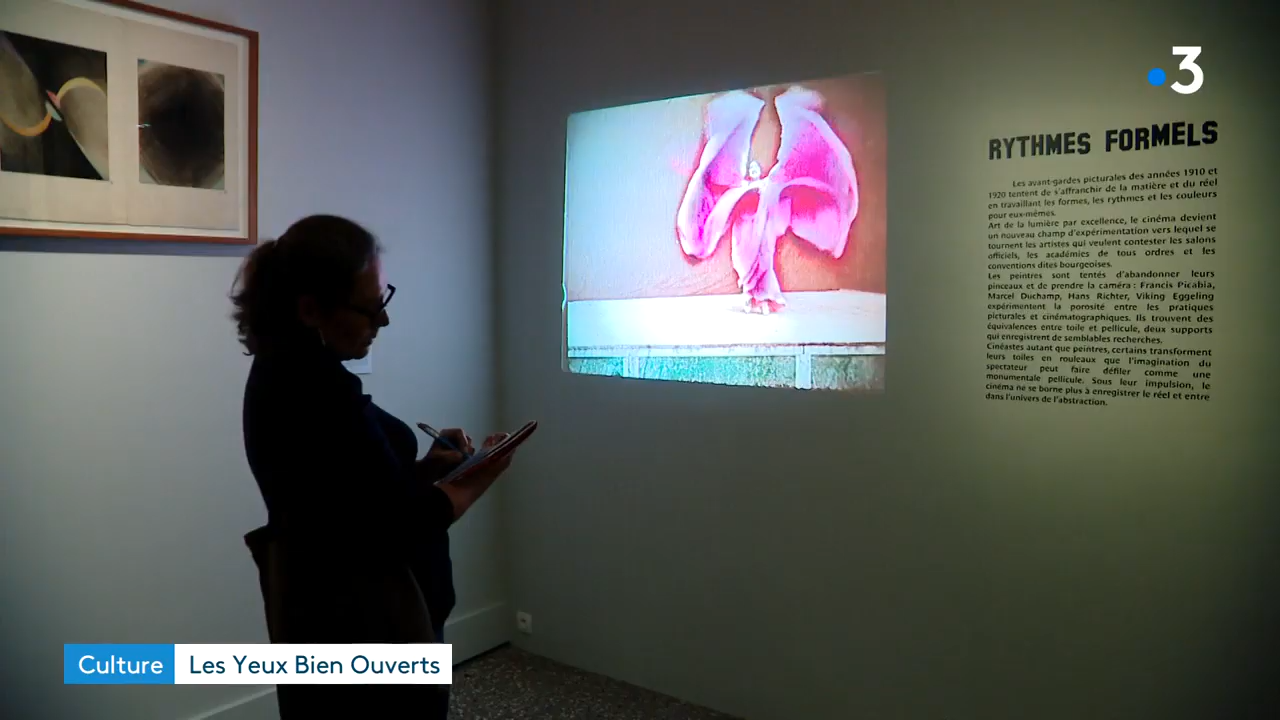 3
RYTHMES FORMELS
Les avant-gardes picturales des années 1910 et
1920 tentent de s'affranchir de la matière et du réel
en travaillant les formes, les rythmes et les couleurs
pour eux-mêmes.
Art de la lumière par excellence, le cinéma devient
un nouveau champ d'expérimentation vers lequel se
tournent les artistes qui veulent contester les salons
officiels, les académies de tous ordres et les
conventions dites bourgeoises.
Les peintres sont tentés d'abandonner leurs
pinceaux et de prendre la caméra : Francis Picabia,
Marcel Duchamp, Hans Richter, Viking Eggeling
expérimentent la porosité entre les pratiques
picturales et cinématographiques. Ils trouvent des
équivalences entre toile et pellicule, deux supports
qui enregistrent de semblables recherches.
Cinéastes autant que peintres, certains transforment
leurs toiles en rouleaux que l'imagination du
spectateur peut faire défiler comme une
monumentale pellicule. Sous leur impulsion, le
cinéma ne se borne plus à enregistrer le réel et entre
dans l'univers de l'abstraction.
Culture Les Yeux Bien Ouverts